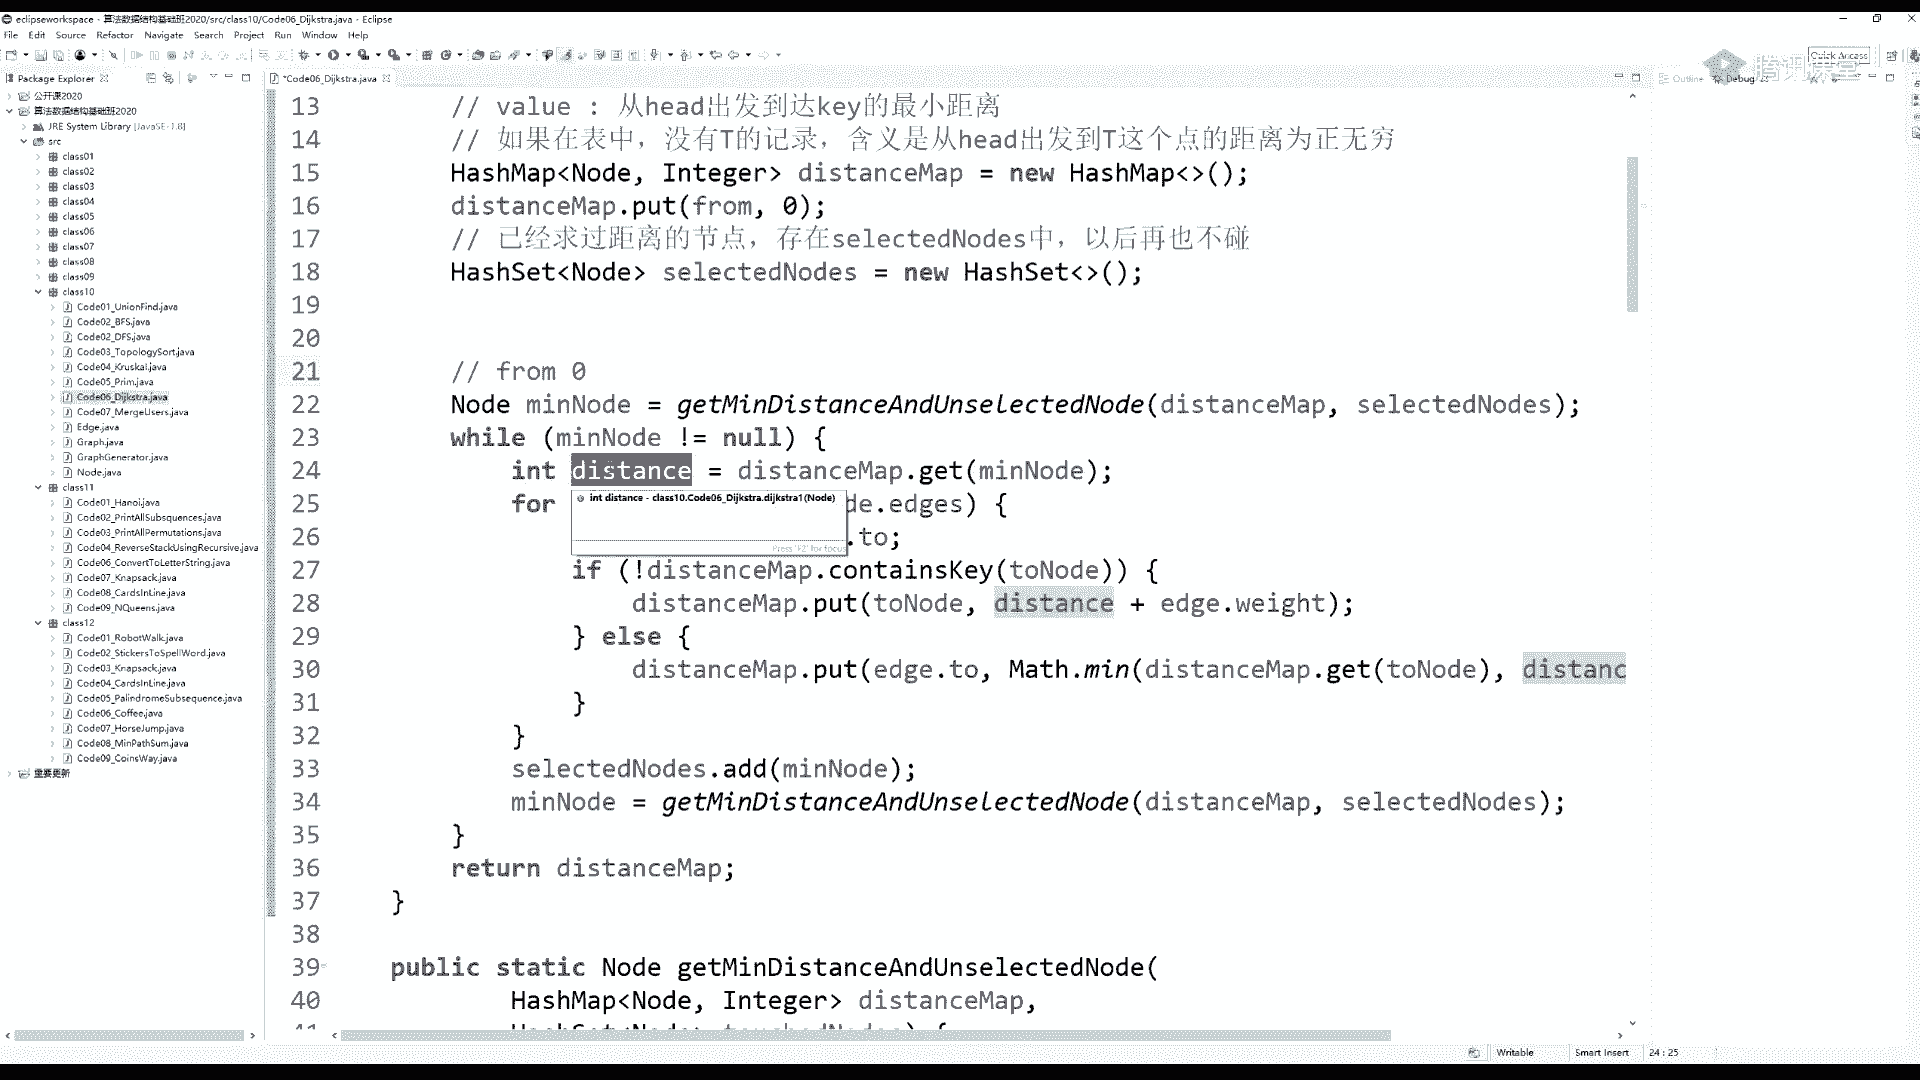 eclipseworkspace - 算法数据结构基础班2020/src/class10/Code06_Dijkstra.java - Eclipse
File Edit Source Refactor Navigate Search Project Run Window Help
Quick Access
腾讯课堂
Package Explorer
*Code06_Dijkstra.java
Outline
Debug
公开课2020
算法数据结构基础班2020
JRE System Library [JavaSE-1.8]
src
class01
class02
class03
class04
class05
class06
class07
class08
class09
class10
Code01_UnionFind.java
Code02_BFS.java
Code02_DFS.java
Code03_TopologySort.java
Code04_Kruskal.java
Code05_Prim.java
Code06_Dijkstra.java
Code07_MergeUsers.java
Edge.java
Graph.java
GraphGenerator.java
Node.java
class11
Code01_Hanoi.java
Code02_PrintAllSubsquences.java
Code03_PrintAllPermutations.java
Code04_ReverseStackUsingRecursive.java
Code06_ConvertToLetterString.java
Code07_Knapsack.java
Code08_CardsInLine.java
Code09_NQueens.java
class12
Code01_RobotWalk.java
Code02_StickersToSpellWord.java
Code03_Knapsack.java
Code04_CardsInLine.java
Code05_PalindromeSubsequence.java
Code06_Coffee.java
Code07_HorseJump.java
Code08_MinPathSum.java
Code09_CoinsWay.java
重要更新
13 // value : 从head出发到达key的最小距离
14 // 如果在表中，没有T的记录，含义是从head出发到T这个点的距离为正无穷
15 HashMap<Node, Integer> distanceMap = new HashMap<>();
16 distanceMap.put(from, 0);
17 // 已经求过距离的节点，存在selectedNodes中，以后再也不碰
18 HashSet<Node> selectedNodes = new HashSet<>();
19
20
21 // from 0
22 Node minNode = getMinDistanceAndUnselectedNode(distanceMap, selectedNodes);
23 while (minNode != null) {
24 int distance = distanceMap.get(minNode);
25 for de.edges) {
int distance - class10.Code06_Dijkstra.dijkstra1(Node)
26 .to;
Press 'F2' for focus
27 if (!distanceMap.containsKey(toNode)) {
28 distanceMap.put(toNode, distance + edge.weight);
29 } else {
30 distanceMap.put(edge.to, Math.min(distanceMap.get(toNode), distanc
31 }
32 }
33 selectedNodes.add(minNode);
34 minNode = getMinDistanceAndUnselectedNode(distanceMap, selectedNodes);
35 }
36 return distanceMap;
37 }
38
39 public static Node getMinDistanceAndUnselectedNode(
40 HashMap<Node, Integer> distanceMap,
Writable Smart Insert 24 : 25